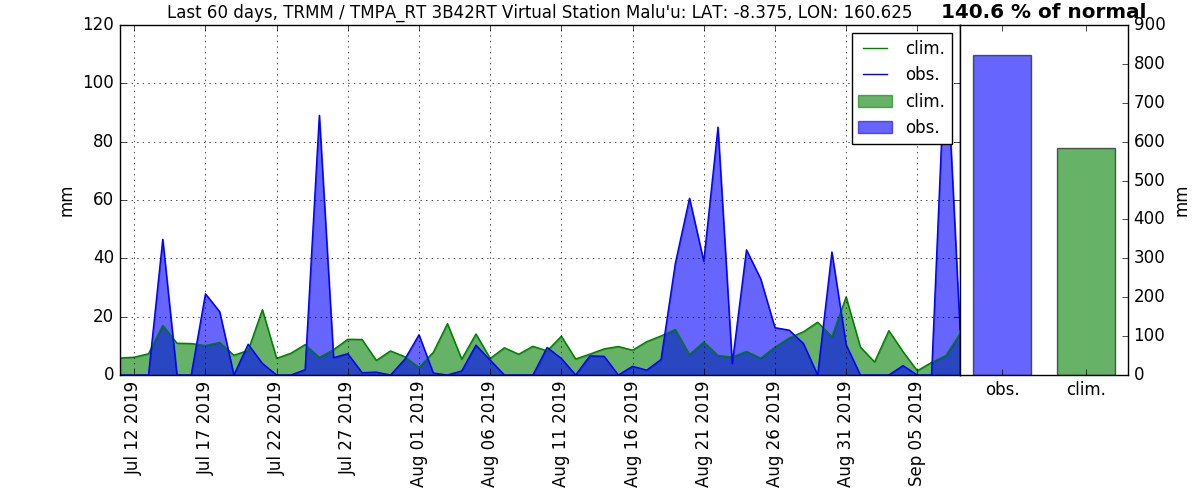 Last 60 days, TRMM / TMPA_RT 3B42RT Virtual Station Malu'u: LAT: -8.375, LON: 160.625
140.6 % of normal
120
100
80
60
40
20
0
mm
clim.
obs.
clim.
obs.
900
800
700
600
500
400
300
200
100
0
mm
obs.
clim.
Jul 12 2019
Jul 17 2019
Jul 22 2019
Jul 27 2019
Aug 01 2019
Aug 06 2019
Aug 11 2019
Aug 16 2019
Aug 21 2019
Aug 26 2019
Aug 31 2019
Sep 05 2019